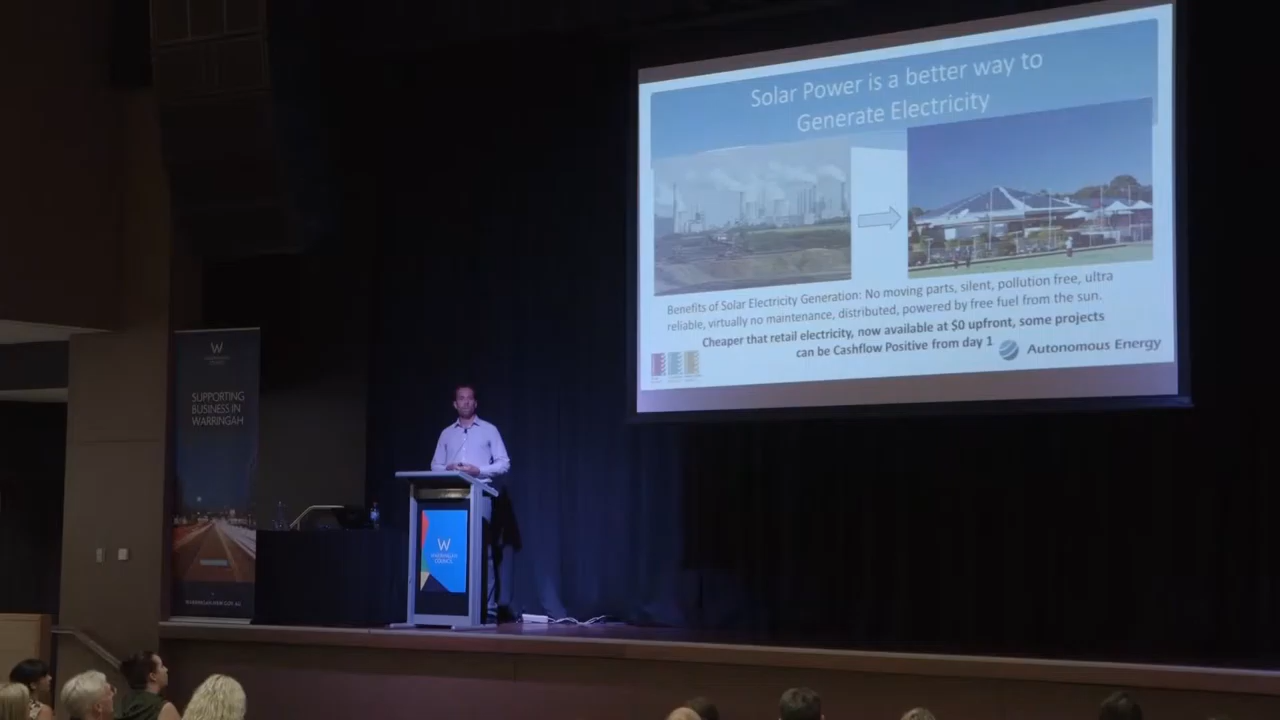 Solar Power is a better way to
Generate Electricity
Benefits of Solar Electricity Generation: No moving parts, silent, pollution free, ultra
reliable, virtually no maintenance, distributed, powered by free fuel from the sun.
Cheaper that retail electricity, now available at $0 upfront, some projects
can be Cashflow Positive from day 1
Autonomous Energy
W
SUPPORTING
BUSINESS IN
WARRINGAH
W
WARRINGAH
COUNCIL